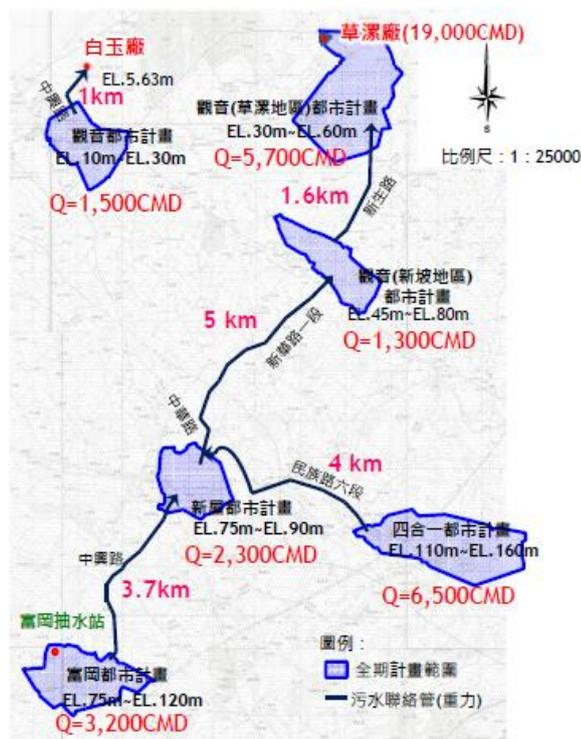 草漯廠(19,000CMD)
白玉廠
EL.5.63m
中興路
1km
觀音都市計畫
EL.10m~EL.30m
Q=1,500CMD
觀音(草漯地區)都市計畫
EL.30m~EL.60m
Q=5,700CMD
S
比例尺：1：25000
1.6km
新生路
觀音(新坡地區)
都市計畫
EL.45m~EL.80m
Q=1,300CMD
5 km
新華路一段
中華路
4 km
民族路六段
新屋都市計畫
EL.75m~EL.90m
Q=2,300CMD
四合一都市計畫
EL.110m~EL.160m
Q=6,500CMD
中興路
3.7km
富岡抽水站
富岡都市計畫
EL.75m~EL.120m
Q=3,200CMD
圖例：
全期計畫範圍
污水聯絡管(重力)